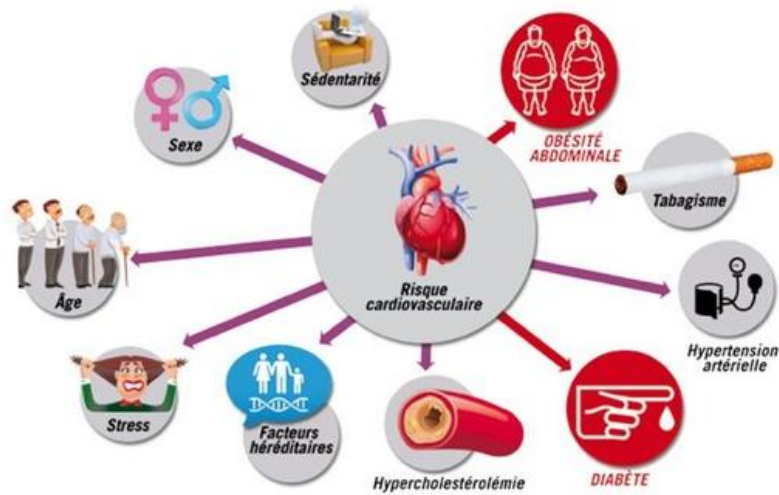 Sédentarité
OBÉSITÉ
ABDOMINALE
Sexe
Tabagisme
Âge
Risque
cardiovasculaire
Hypertension
artérielle
Stress
Facteurs
héréditaires
Hypercholestérolémie
DIABÈTE